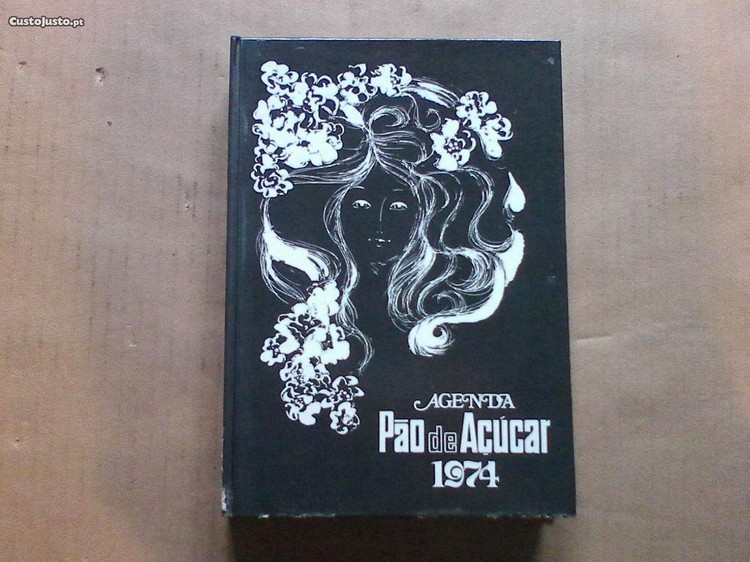 CustoJusto.pt
AGENDA
Pão de Açúcar
1974